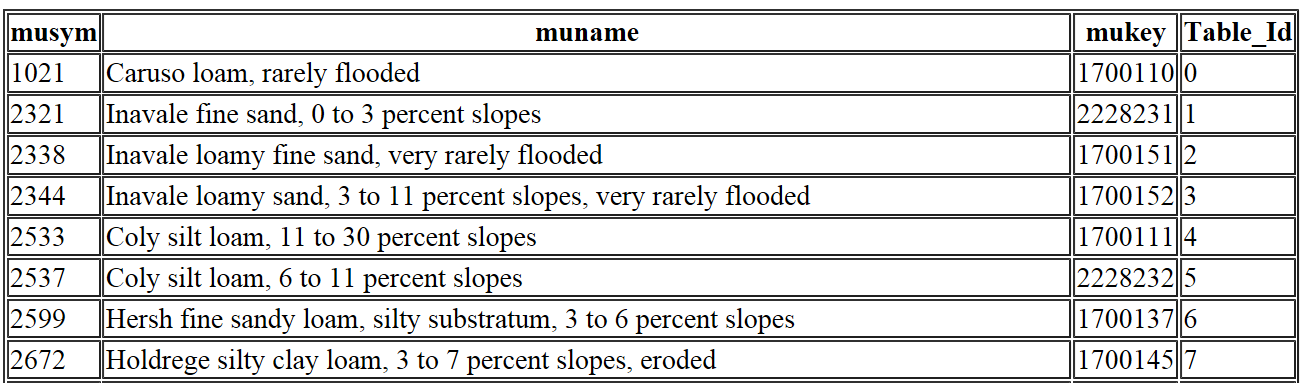 musym muname mukey Table_Id
1021 Caruso loam, rarely flooded 1700110 0
2321 Inavale fine sand, 0 to 3 percent slopes 2228231 1
2338 Inavale loamy fine sand, very rarely flooded 1700151 2
2344 Inavale loamy sand, 3 to 11 percent slopes, very rarely flooded 1700152 3
2533 Coly silt loam, 11 to 30 percent slopes 1700111 4
2537 Coly silt loam, 6 to 11 percent slopes 2228232 5
2599 Hersh fine sandy loam, silty substratum, 3 to 6 percent slopes 1700137 6
2672 Holdrege silty clay loam, 3 to 7 percent slopes, eroded 1700145 7